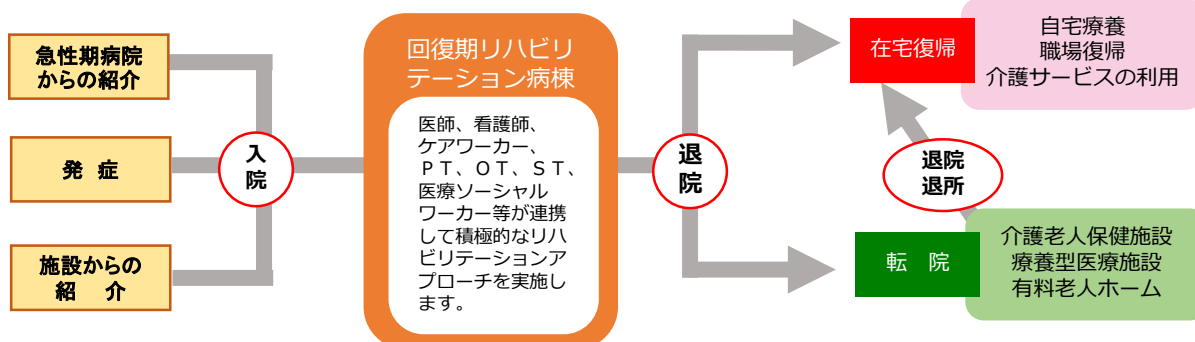 急性期病院
からの紹介
発 症
施設からの
紹 介
入
院
回復期リハビリ
テーション病棟
医師、看護師、
ケアワーカー、
ＰＴ、ＯＴ、ＳＴ、
医療ソーシャル
ワーカー等が連携
して積極的なリハ
ビリテーションア
プローチを実施し
ます。
退
院
在宅復帰
自宅療養
職場復帰
介護サービスの利用
退院
退所
転 院
介護老人保健施設
療養型医療施設
有料老人ホーム